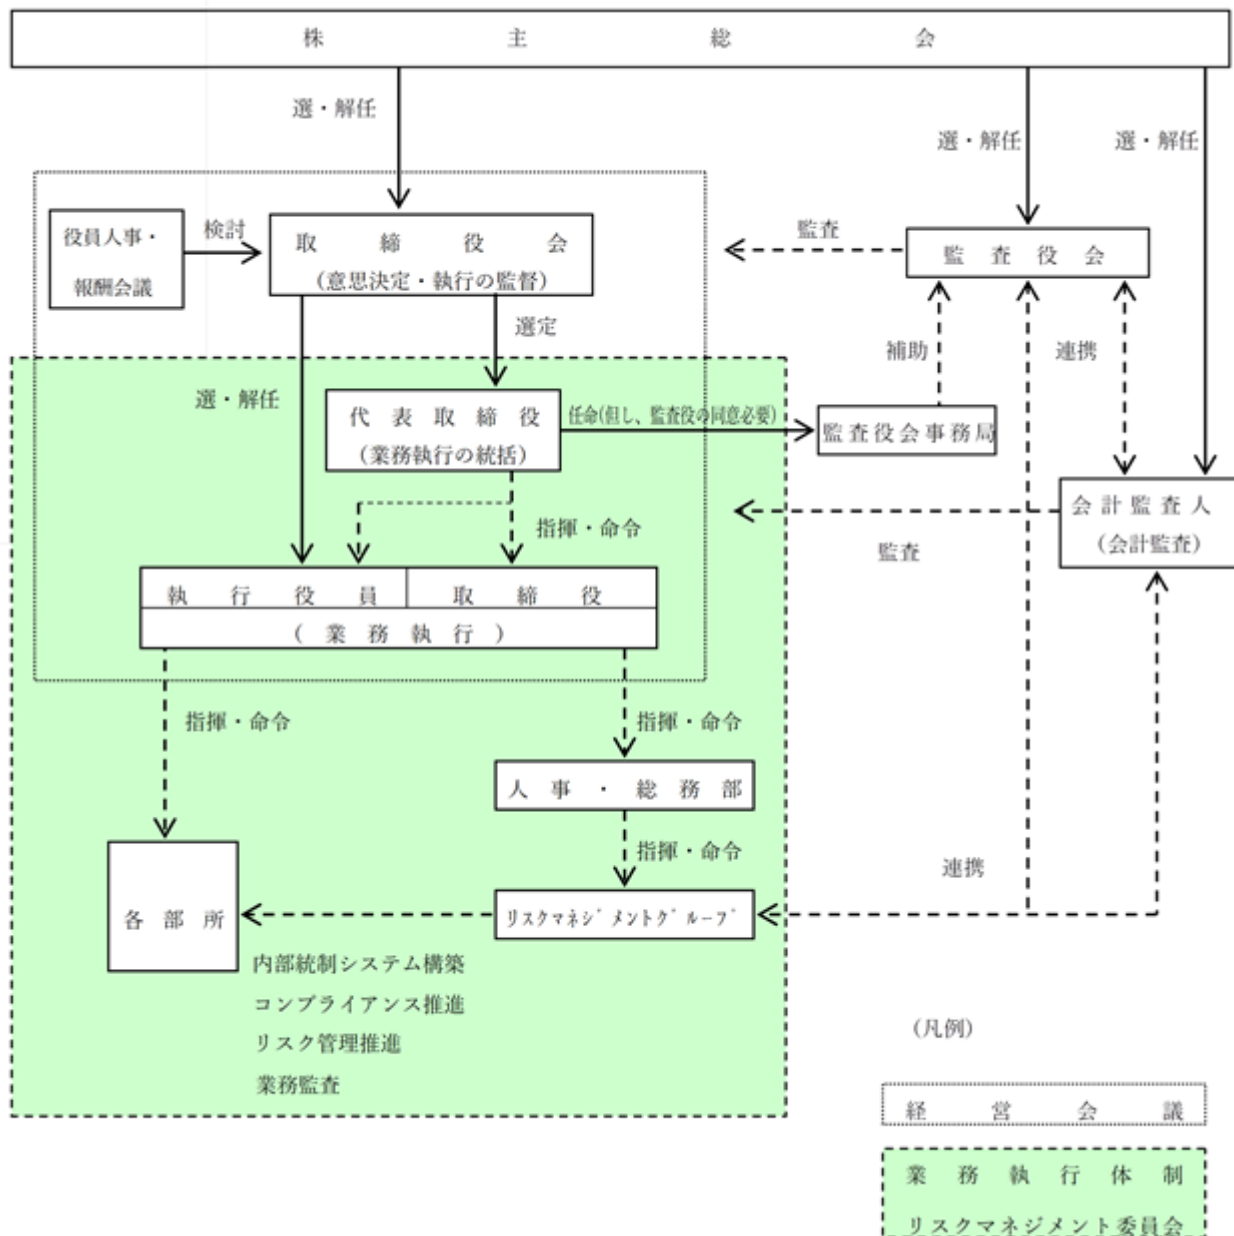 株主総会
選・解任
選・解任
選・解任
役員人事・
報酬会議
検討
取締役会
(意思決定・執行の監督)
監査
監査役会
選定
補助
連携
選・解任
代表取締役
(業務執行の統括)
任命(但し、監査役の同意必要)
監査役会事務局
指揮・命令
監査
会計監査人
(会計監査)
執行役員
取締役
(業務執行)
指揮・命令
指揮・命令
人事・総務部
指揮・命令
連携
各部所
リスクマネジメントグループ
内部統制システム構築
コンプライアンス推進
リスク管理推進
業務監査
(凡例)
経営会議
業務執行体制
リスクマネジメント委員会